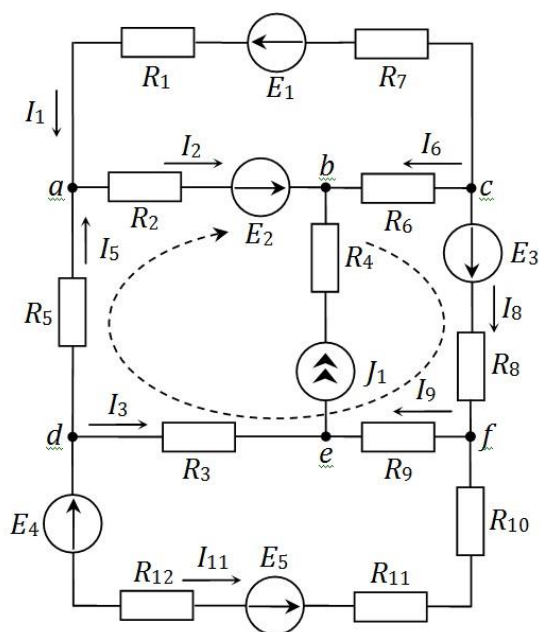 R1 E1 R7
I1
a I2 b I6 c
R2 E2 R6
I5 R4 E3
R5 I8
J1 R8
d I3 I9 f
R3 e R9
E4 R10
R12 I11 E5 R11